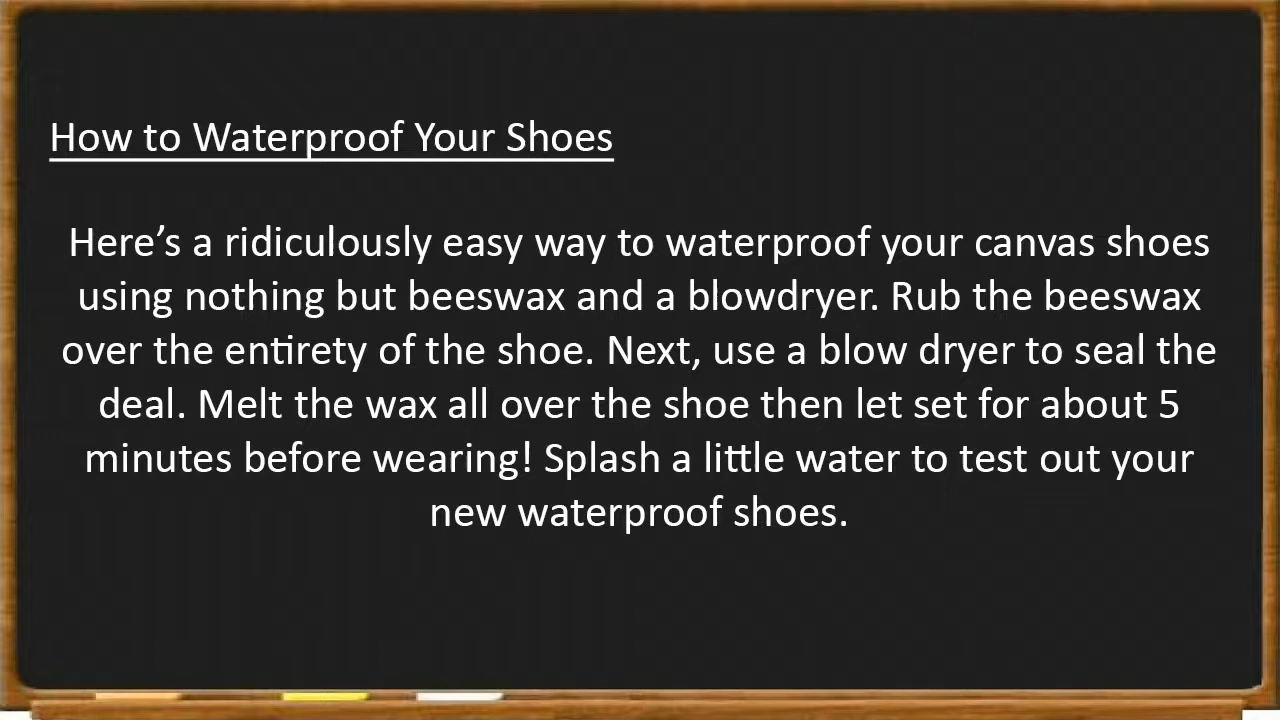 How to Waterproof Your Shoes
Here’s a ridiculously easy way to waterproof your canvas shoes
using nothing but beeswax and a blowdryer. Rub the beeswax
over the entirety of the shoe. Next, use a blow dryer to seal the
deal. Melt the wax all over the shoe then let set for about 5
minutes before wearing! Splash a little water to test out your
new waterproof shoes.